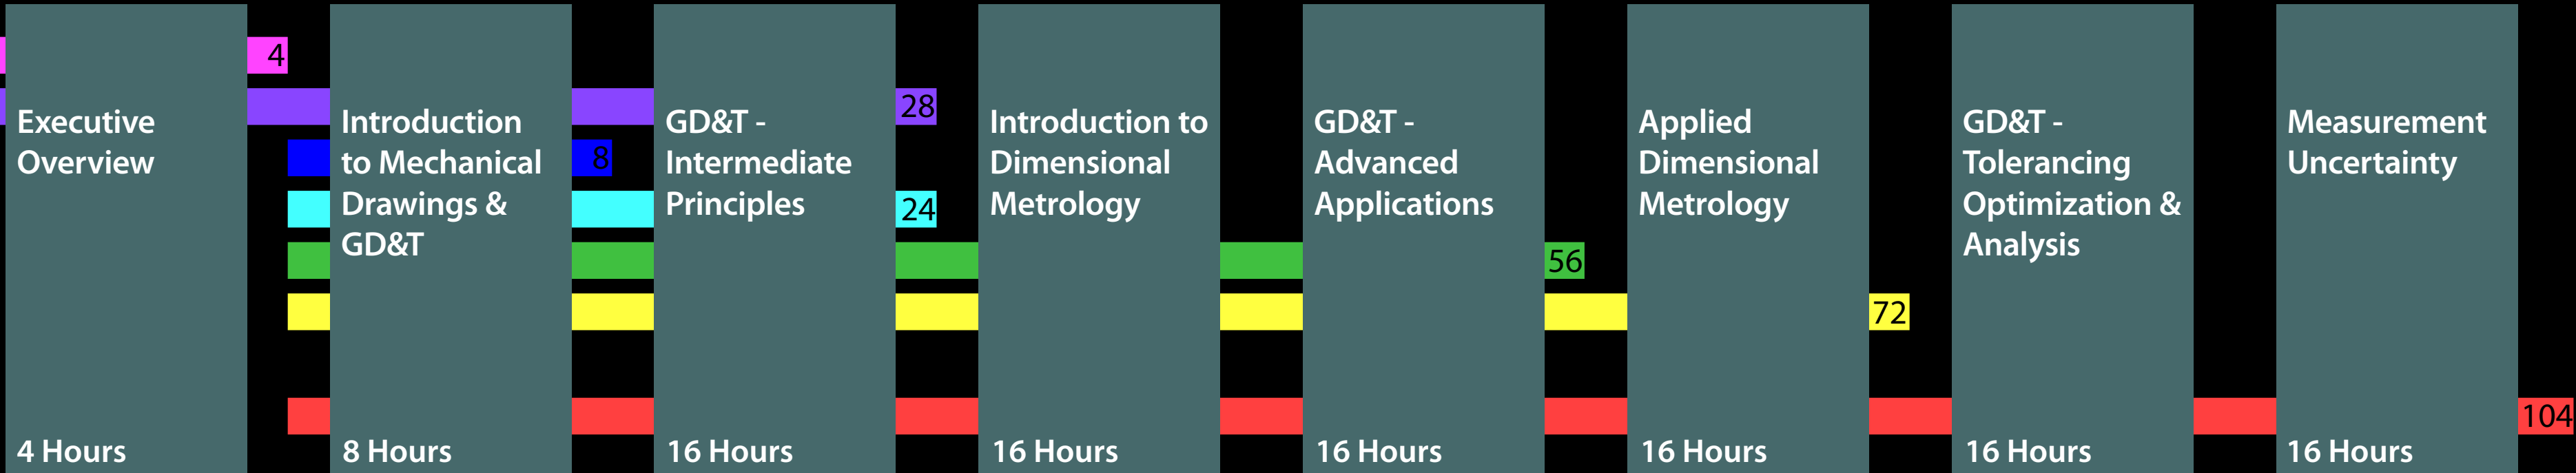 4
28
8
24
56
72
104
Executive
Overview
4 Hours
Introduction
to Mechanical
Drawings &
GD&T
8 Hours
GD&T -
Intermediate
Principles
16 Hours
Introduction to
Dimensional
Metrology
16 Hours
GD&T -
Advanced
Applications
16 Hours
Applied
Dimensional
Metrology
16 Hours
GD&T -
Tolerancing
Optimization &
Analysis
16 Hours
Measurement
Uncertainty
16 Hours